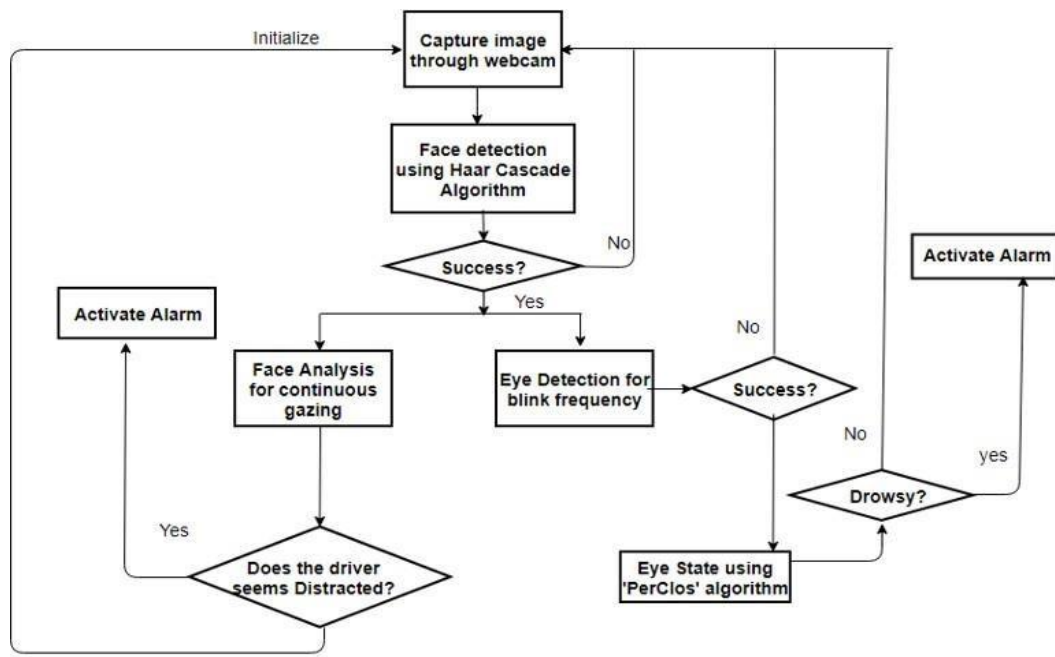 Initialize
Capture image
through webcam
Face detection
using Haar Cascade
Algorithm
No
Success?
Yes
Activate Alarm
Activate Alarm
Face Analysis
for continuous
gazing
Eye Detection for
blink frequency
No
Success?
No
yes
Drowsy?
Yes
Does the driver
seems Distracted?
Eye State using
'PerClos' algorithm